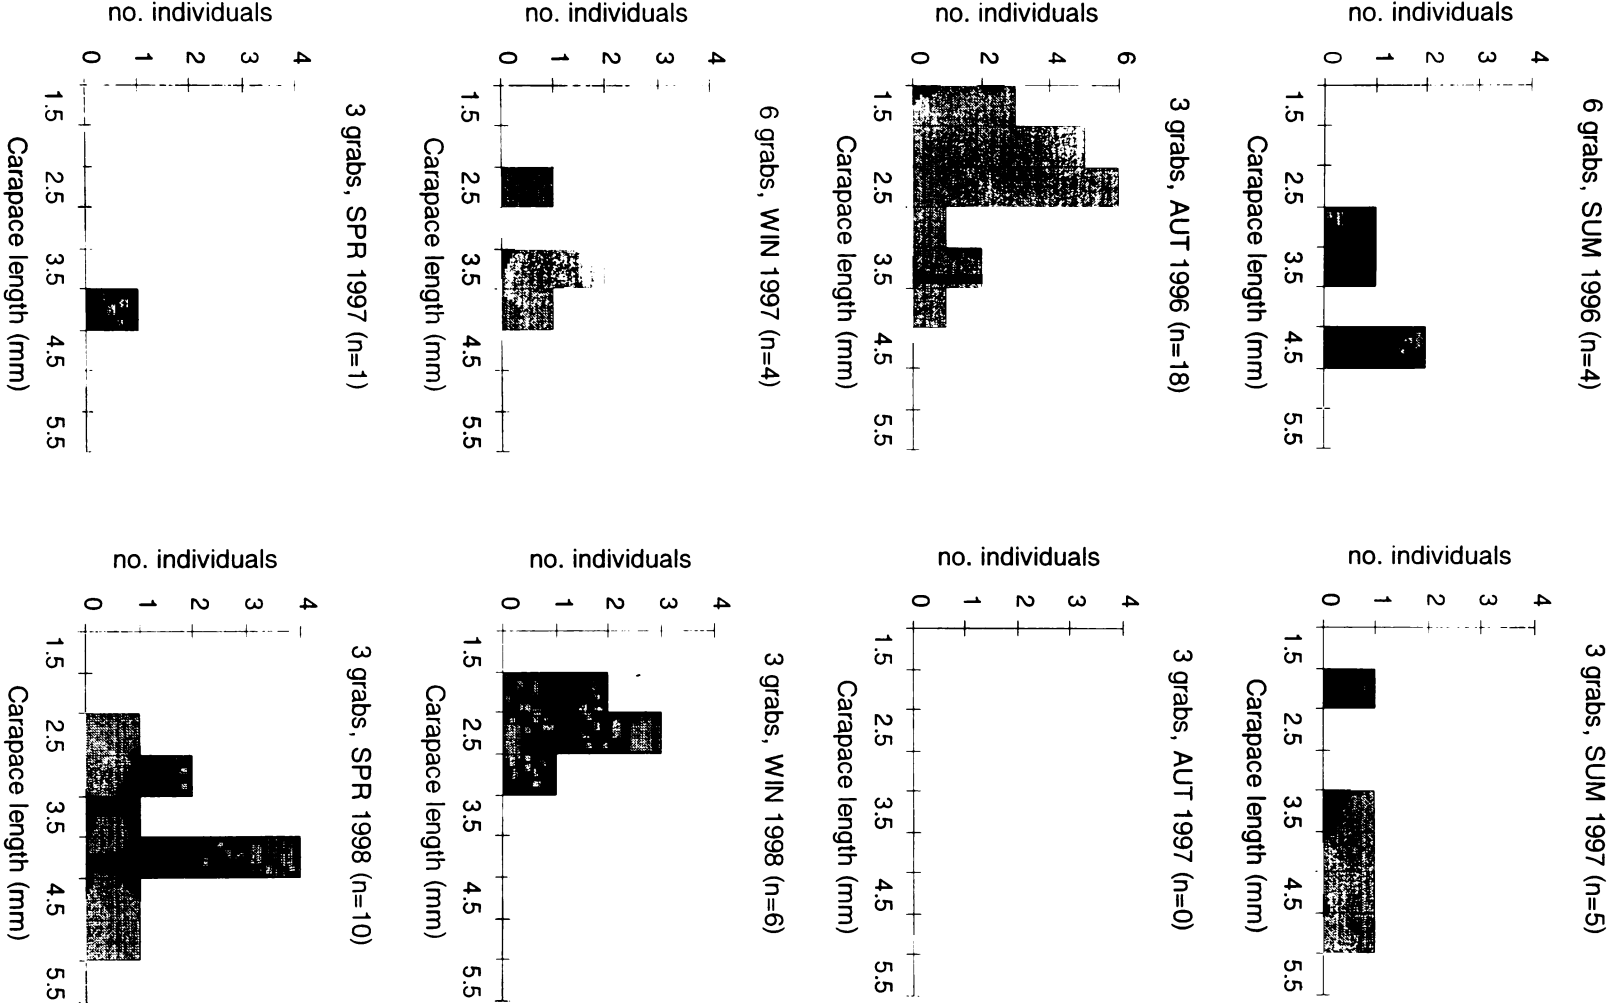 6 grabs, SUM 1996 (n=4)
no. individuals
4
3
2
1
0
1.5 2.5 3.5 4.5 5.5
Carapace length (mm)
3 grabs, SUM 1997 (n=5)
no. individuals
4
3
2
1
0
1.5 2.5 3.5 4.5 5.5
Carapace length (mm)
3 grabs, AUT 1996 (n=18)
no. individuals
6
4
2
0
1.5 2.5 3.5 4.5 5.5
Carapace length (mm)
3 grabs, AUT 1997 (n=0)
no. individuals
4
3
2
1
0
1.5 2.5 3.5 4.5 5.5
Carapace length (mm)
6 grabs, WIN 1997 (n=4)
no. individuals
4
3
2
1
0
1.5 2.5 3.5 4.5 5.5
Carapace length (mm)
3 grabs, WIN 1998 (n=6)
no. individuals
4
3
2
1
0
1.5 2.5 3.5 4.5 5.5
Carapace length (mm)
3 grabs, SPR 1997 (n=1)
no. individuals
4
3
2
1
0
1.5 2.5 3.5 4.5 5.5
Carapace length (mm)
3 grabs, SPR 1998 (n=10)
no. individuals
4
3
2
1
0
1.5 2.5 3.5 4.5 5.5
Carapace length (mm)